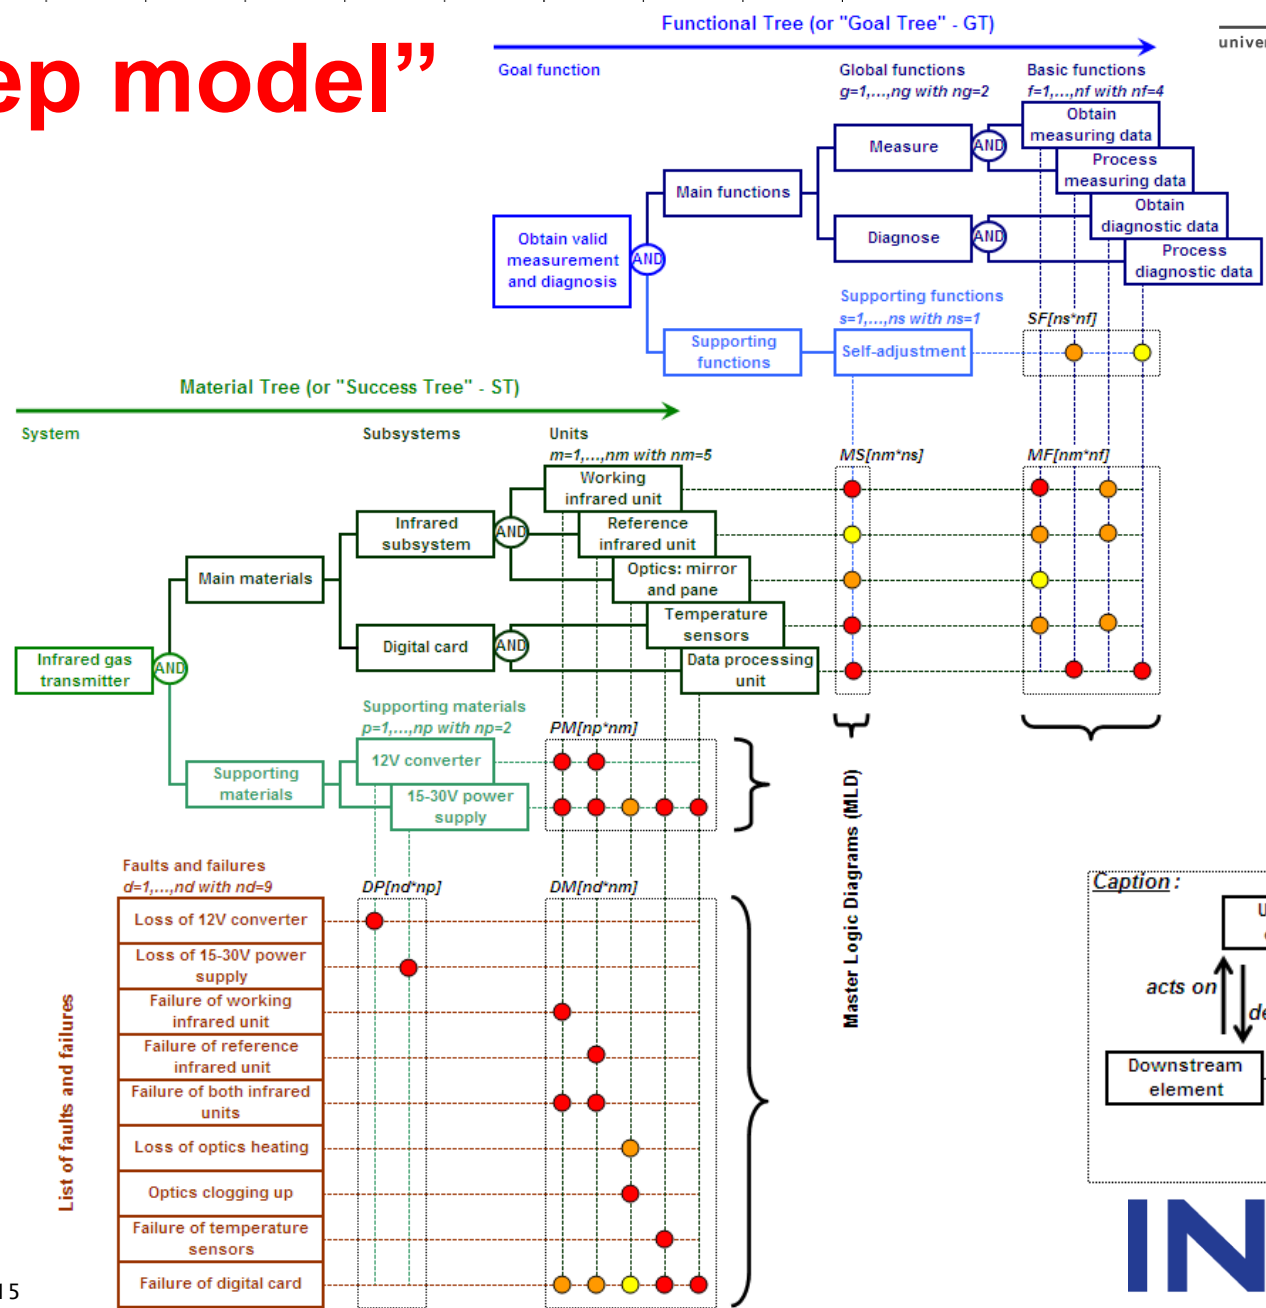 ep model”
Functional Tree (or "Goal Tree" - GT)
Goal function
Global functions
g=1,...,ng with ng=2
Basic functions
f=1,...,nf with nf=4
Obtain
measuring data
Measure
AND
Process
measuring data
Main functions
Obtain
diagnostic data
Obtain valid
measurement
and diagnosis
AND
Diagnose
AND
Process
diagnostic data
Supporting functions
s=1,...,ns with ns=1
SF[ns*nf]
Supporting
functions
Self-adjustment
Material Tree (or "Success Tree" - ST)
System
Subsystems
Units
m=1,...,nm with nm=5
MS[nm*ns]
MF[nm*nf]
Working
infrared unit
Infrared
subsystem
AND
Reference
infrared unit
Main materials
Optics: mirror
and pane
Temperature
sensors
Digital card
AND
Infrared gas
transmitter
AND
Data processing
unit
Supporting materials
p=1,...,np with np=2
PM[np*nm]
12V converter
Supporting
materials
15-30V power
supply
Master Logic Diagrams (MLD)
Faults and failures
d=1,...,nd with nd=9
DP[nd*np]
DM[nd*nm]
List of faults and failures
Loss of 12V converter
Loss of 15-30V power
supply
Failure of working
infrared unit
Failure of reference
infrared unit
Failure of both infrared
units
Loss of optics heating
Optics clogging up
Failure of temperature
sensors
Failure of digital card
Caption :
acts on
Downstream
element
IN